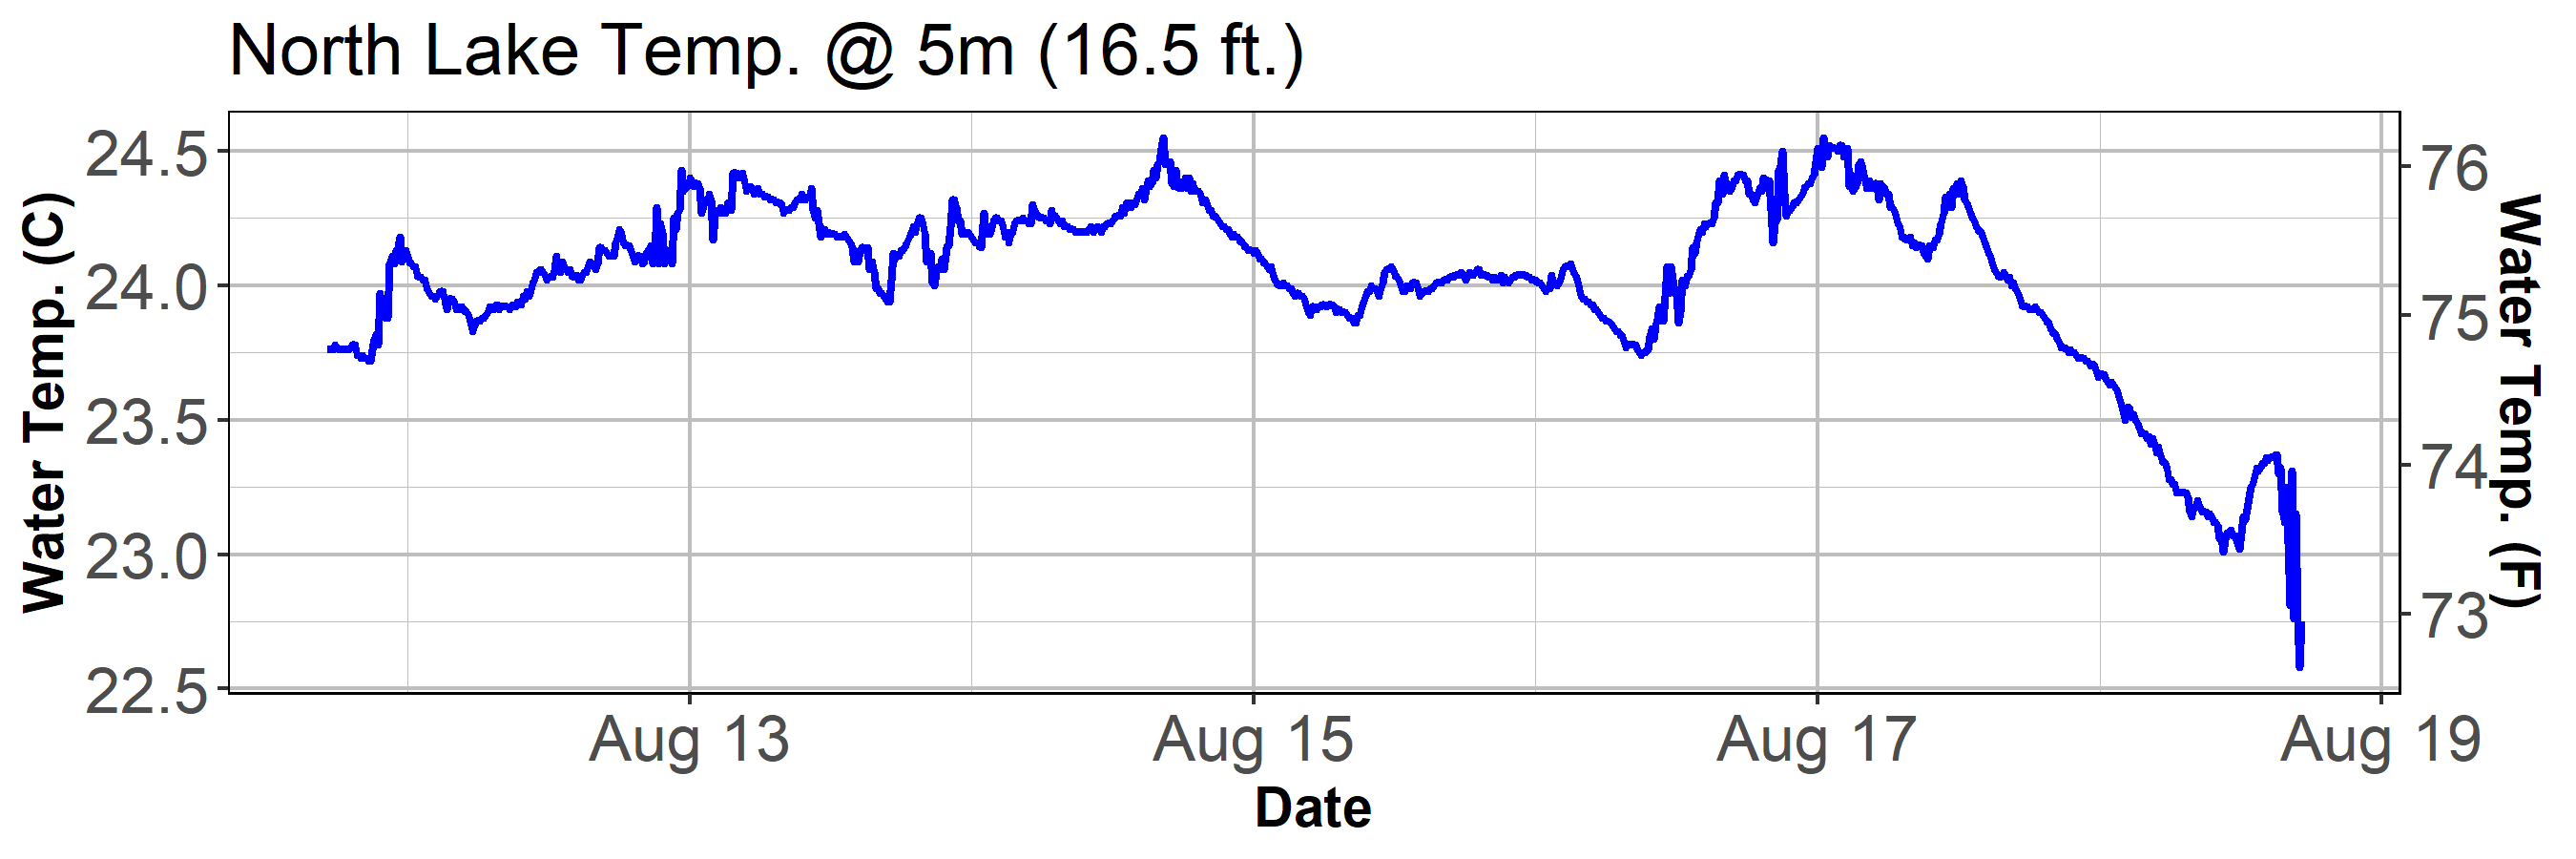 North Lake Temp. @ 5m (16.5 ft.)
Water Temp. (C)
24.5
24.0
23.5
23.0
22.5
76
75
74
73
Water Temp. (F)
Aug 13 Aug 15 Aug 17 Aug 19
Date